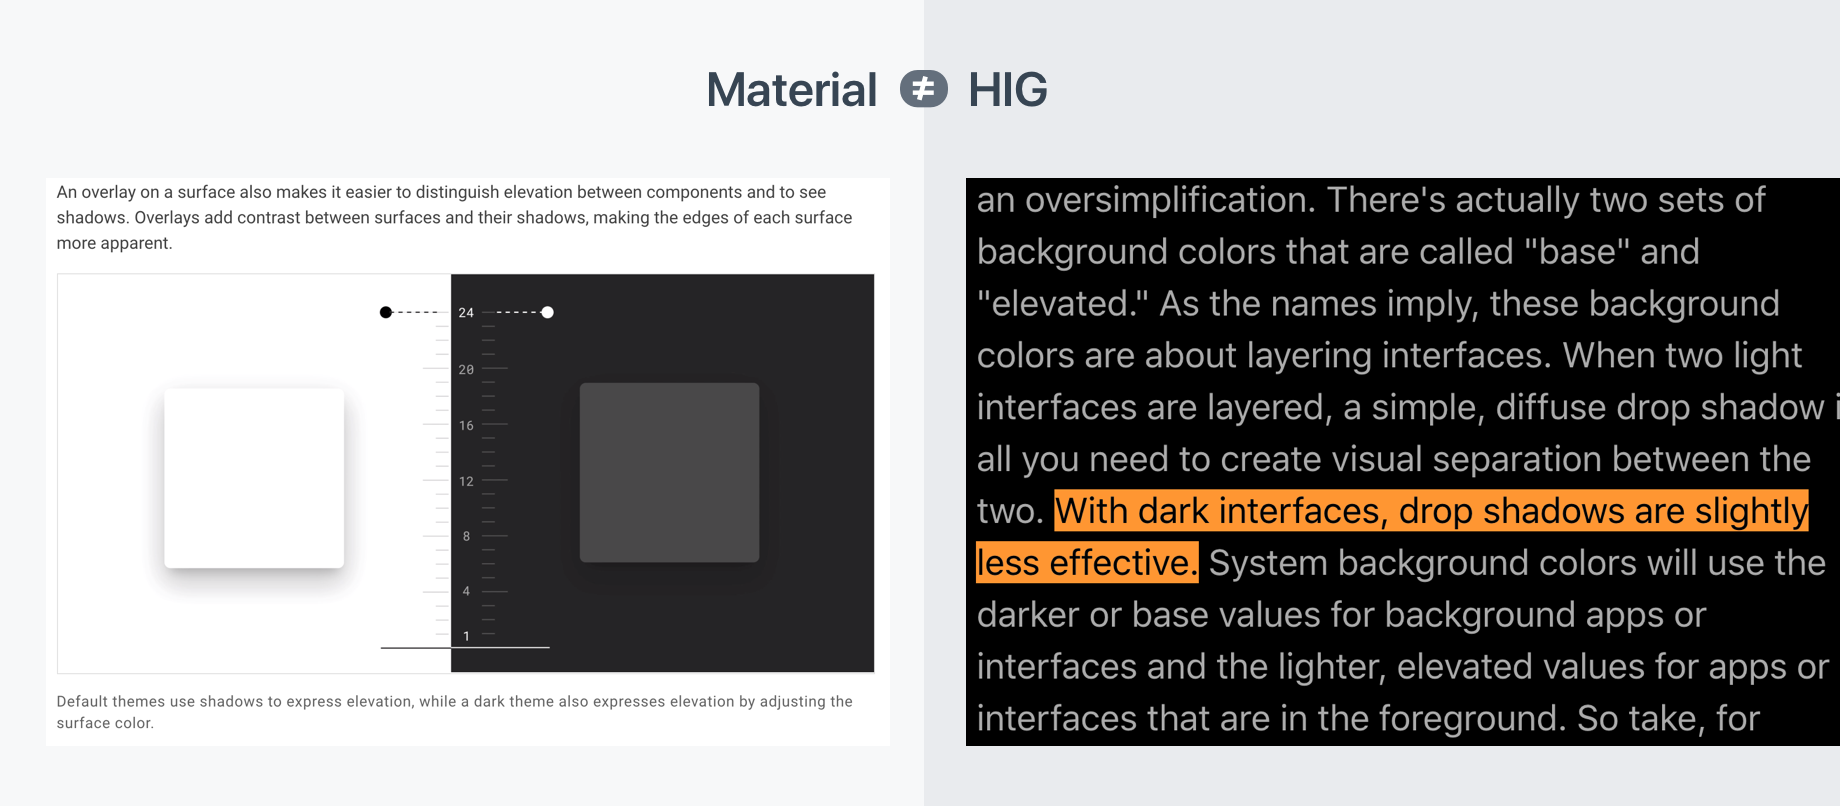 Material ≠ HIG
An overlay on a surface also makes it easier to distinguish elevation between components and to see
shadows. Overlays add contrast between surfaces and their shadows, making the edges of each surface
more apparent.
24
20
16
12
8
4
1
Default themes use shadows to express elevation, while a dark theme also expresses elevation by adjusting the
surface color.
an oversimplification. There's actually two sets of
background colors that are called "base" and
"elevated." As the names imply, these background
colors are about layering interfaces. When two light
interfaces are layered, a simple, diffuse drop shadow
all you need to create visual separation between the
two. With dark interfaces, drop shadows are slightly
less effective. System background colors will use the
darker or base values for background apps or
interfaces and the lighter, elevated values for apps or
interfaces that are in the foreground. So take, for